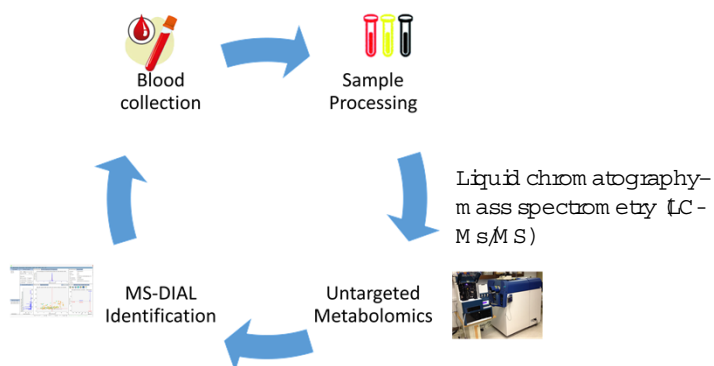 Blood
collection
Sample
Processing
Liquid chromatography–
mass spectrometry (LC-
Ms/MS)
MS-DIAL
Identification
Untargeted
Metabolomics